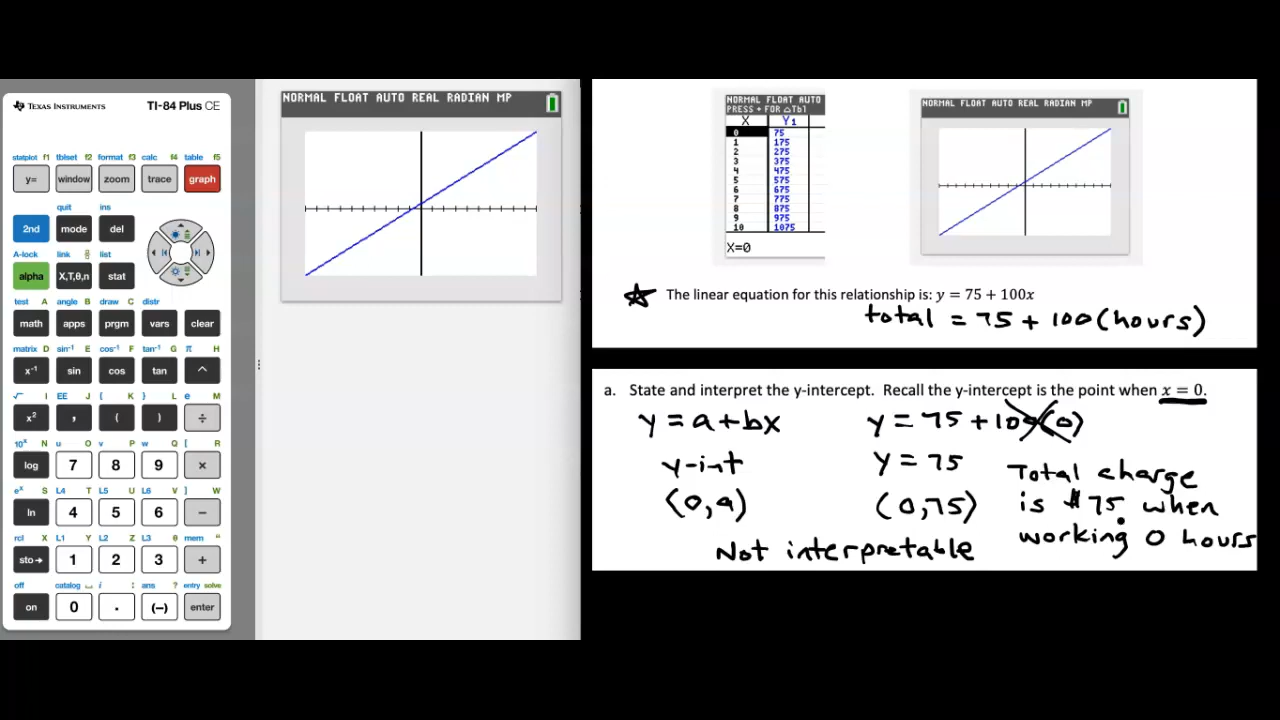 TEXAS INSTRUMENTS TI-84 Plus CE
statplot f1 tblset f2 format f3 calc f4 table f5
y= window zoom trace graph
quit ins
2nd mode del
A-lock link list
alpha X,T,θ,n stat
test A angle B draw C distr
math apps prgm vars clear
matrix D sin⁻¹ E cos⁻¹ F tan⁻¹ G π H
x⁻¹ sin cos tan ^
√ I EE J { K } L e M
x² , ( ) ÷
10ˣ N u O v P w Q [ R
log 7 8 9 ×
eˣ S L4 T L5 U L6 V ] W
ln 4 5 6 −
rcl X L1 Y L2 Z L3 θ mem "
sto→ 1 2 3 +
off catalog i : ans ? entry solve
on 0 . (−) enter
NORMAL FLOAT AUTO REAL RADIAN MP
NORMAL FLOAT AUTO
PRESS + FOR △Tbl
X Y1
0 75
1 175
2 275
3 375
4 475
5 575
6 675
7 775
8 875
9 975
10 1075
X=0
NORMAL FLOAT AUTO REAL RADIAN MP
The linear equation for this relationship is: y = 75 + 100x
total = 75 + 100(hours)
a. State and interpret the y-intercept. Recall the y-intercept is the point when x = 0.
y = a+bx y = 75 +100(0)
y-int y = 75
(0,a) (0,75)
Total charge
is $75 when
working 0 hours
Not interpretable